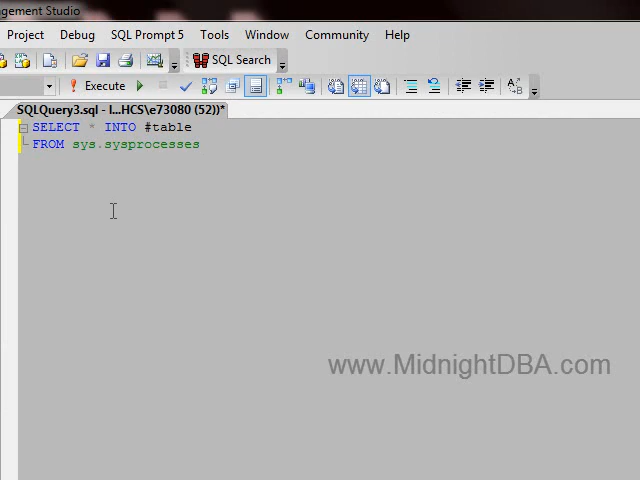 nagement Studio
Project Debug SQL Prompt 5 Tools Window Community Help
SQL Search
Execute
SQLQuery3.sql - l...HCS\e73080 (52))*
SELECT * INTO #table
FROM sys.sysprocesses
www.MidnightDBA.com